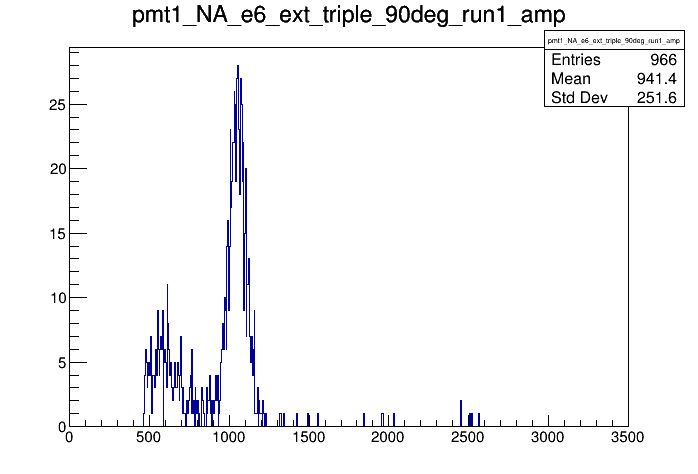 pmt1_NA_e6_ext_triple_90deg_run1_amp
pmt1_NA_e6_ext_triple_90deg_run1_amp
Entries 966
Mean 941.4
Std Dev 251.6
25
20
15
10
5
0
0 500 1000 1500 2000 2500 3000 3500